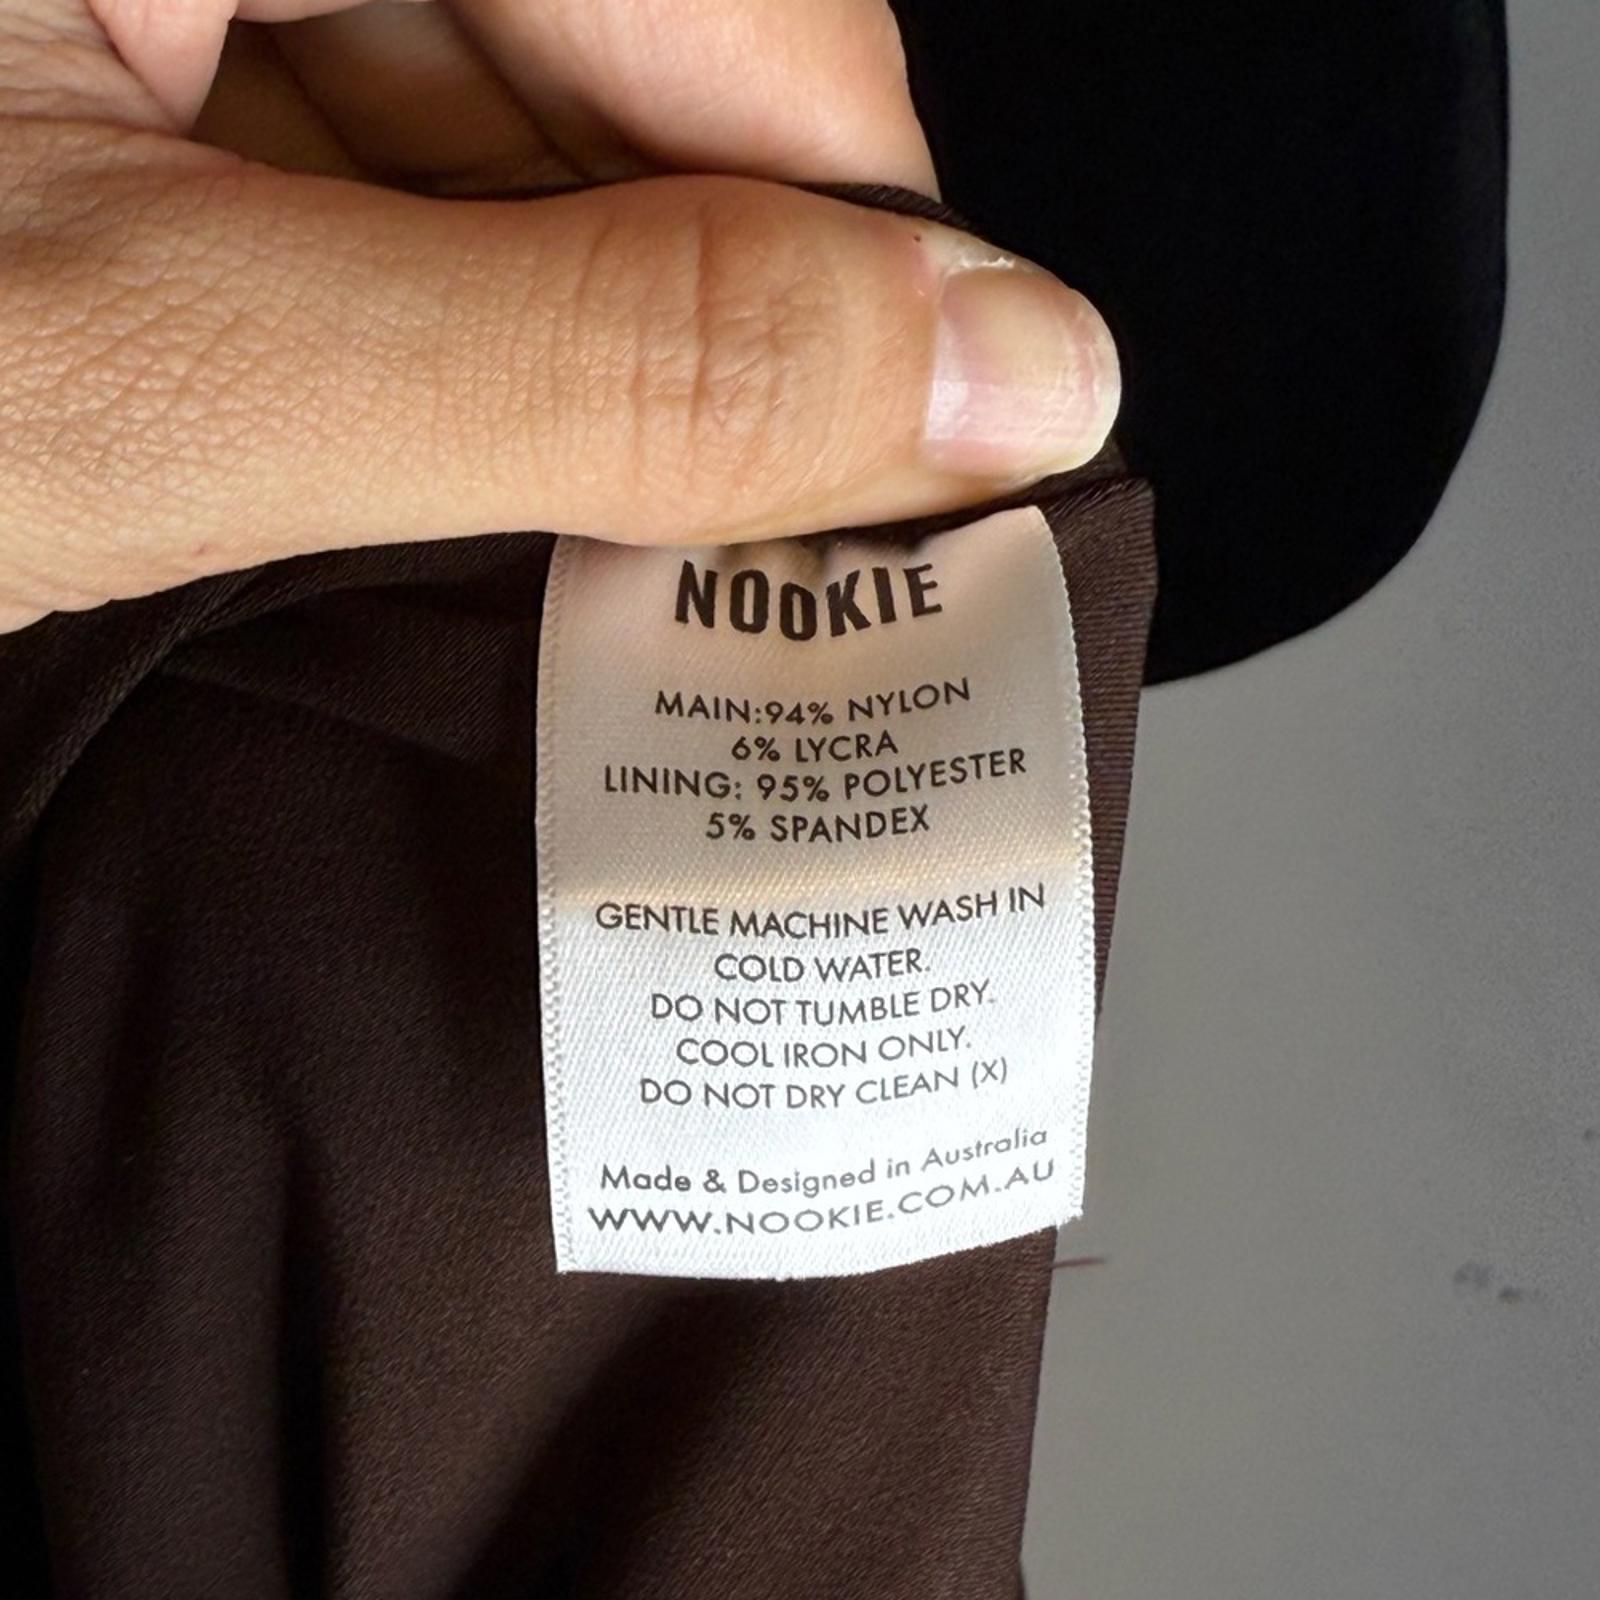 NOOKIE
MAIN:94% NYLON
6% LYCRA
LINING: 95% POLYESTER
5% SPANDEX
GENTLE MACHINE WASH IN
COLD WATER.
DO NOT TUMBLE DRY.
COOL IRON ONLY.
DO NOT DRY CLEAN (X)
Made & Designed in Australia
WWW.NOOKIE.COM.AU